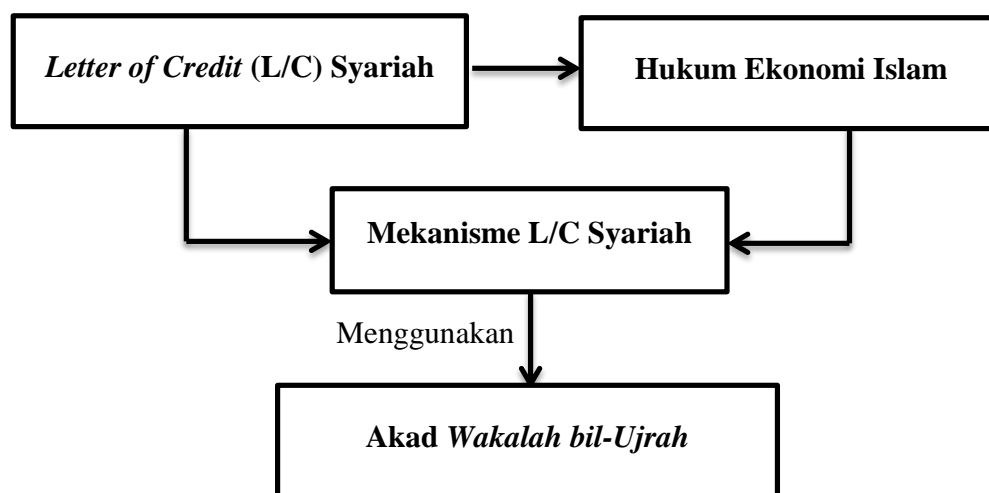 Letter of Credit (L/C) Syariah
Hukum Ekonomi Islam
Mekanisme L/C Syariah
Menggunakan
Akad Wakalah bil-Ujrah